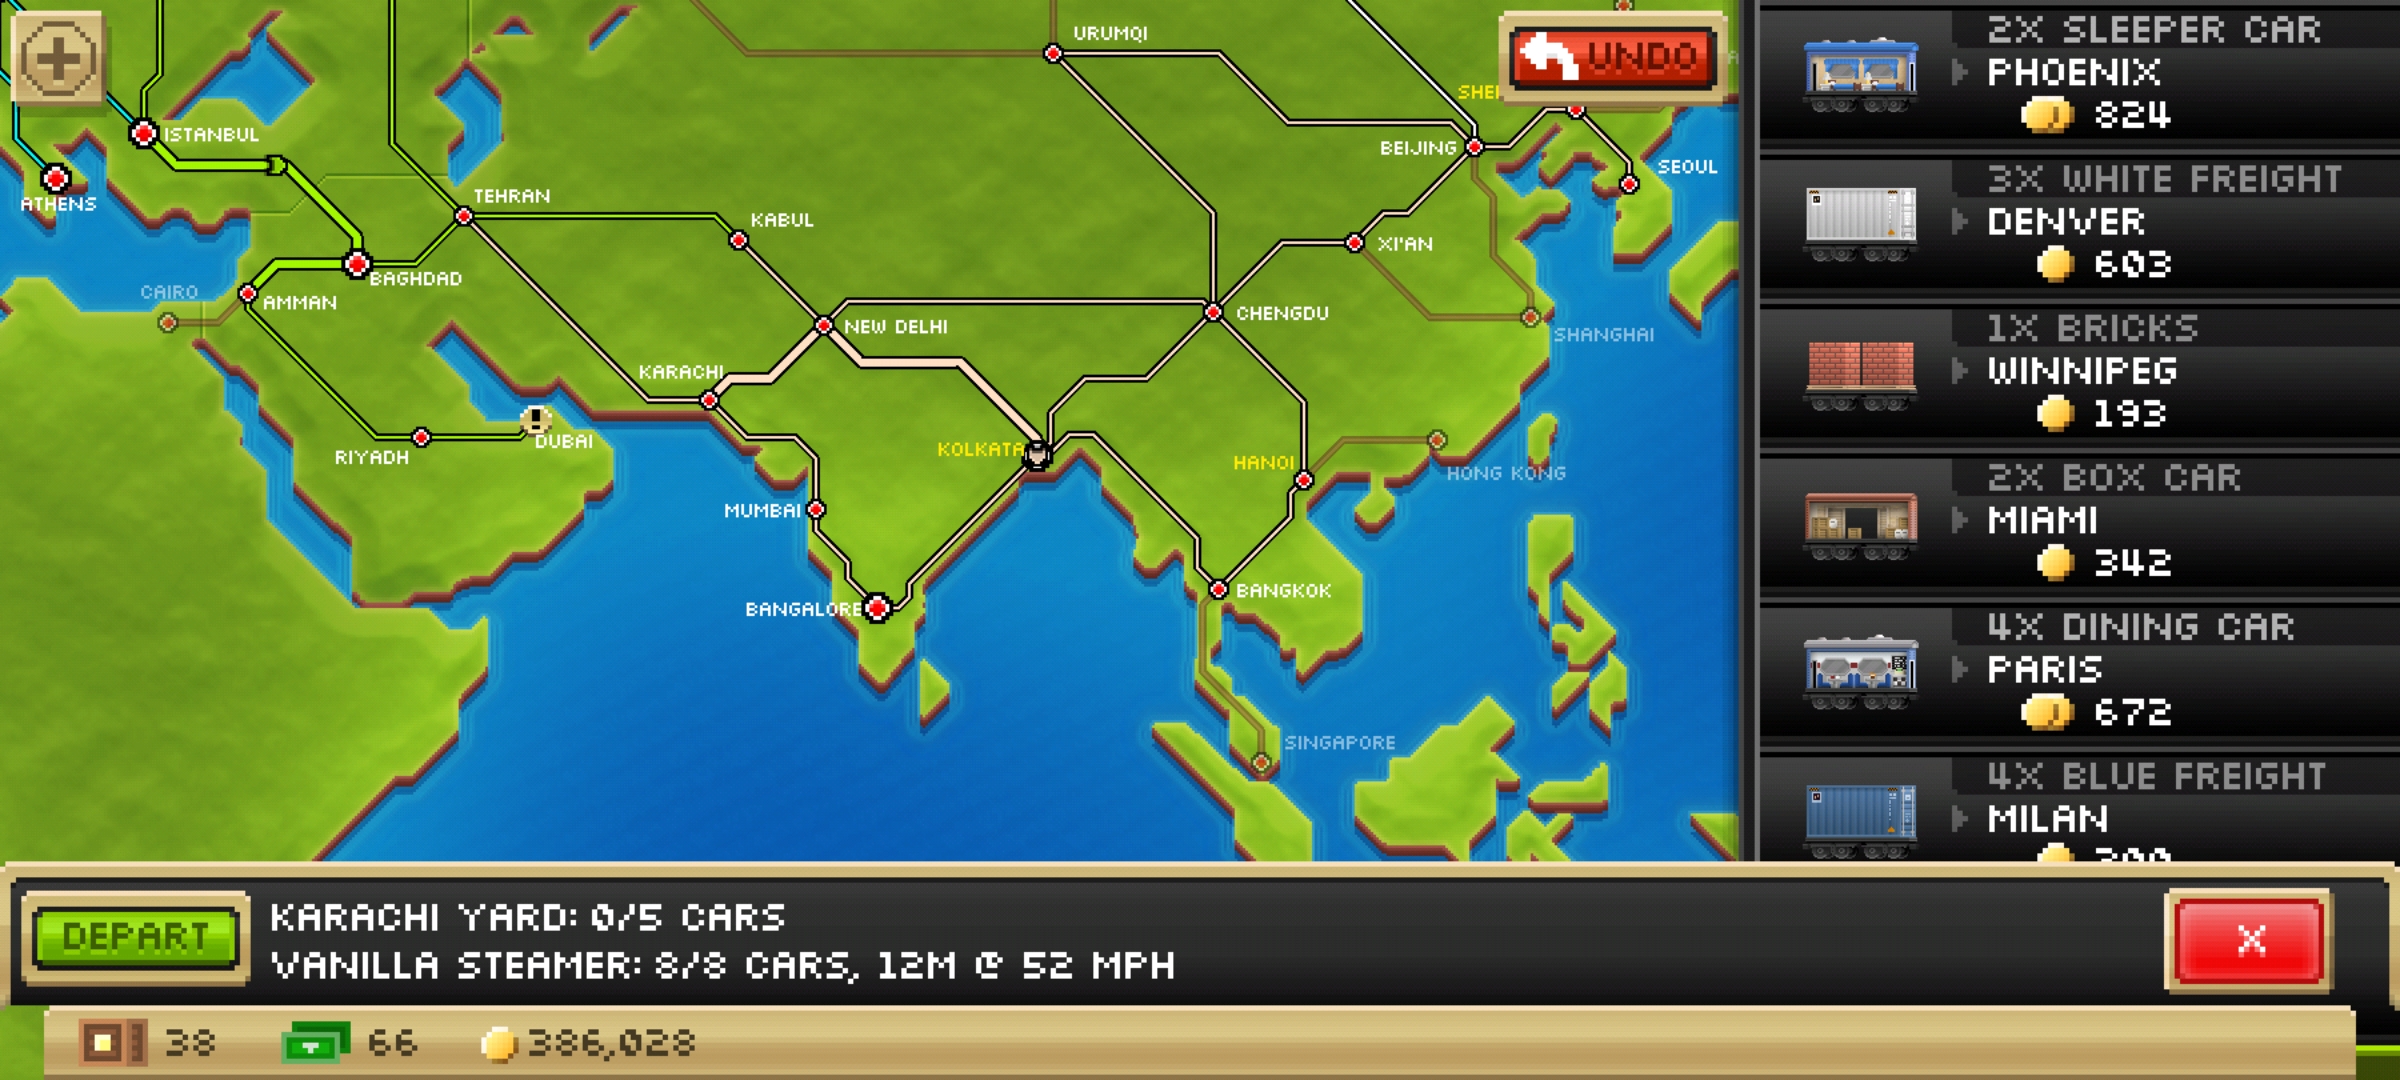 URUMQI
UNDO
ISTANBUL
BEIJING
SEOUL
ATHENS
TEHRAN
KABUL
XI'AN
CAIRO
BAGHDAD
AMMAN
NEW DELHI
CHENGDU
SHANGHAI
KARACHI
DUBAI
RIYADH
KOLKATA
HANOI
HONG KONG
MUMBAI
BANGALORE
BANGKOK
SINGAPORE
2X SLEEPER CAR
PHOENIX
824
3X WHITE FREIGHT
DENVER
603
1X BRICKS
WINNIPEG
193
2X BOX CAR
MIAMI
342
4X DINING CAR
PARIS
672
4X BLUE FREIGHT
MILAN
DEPART
KARACHI YARD: 0/5 CARS
VANILLA STEAMER: 8/8 CARS, 12M @ 52 MPH
X
38
66
386,028